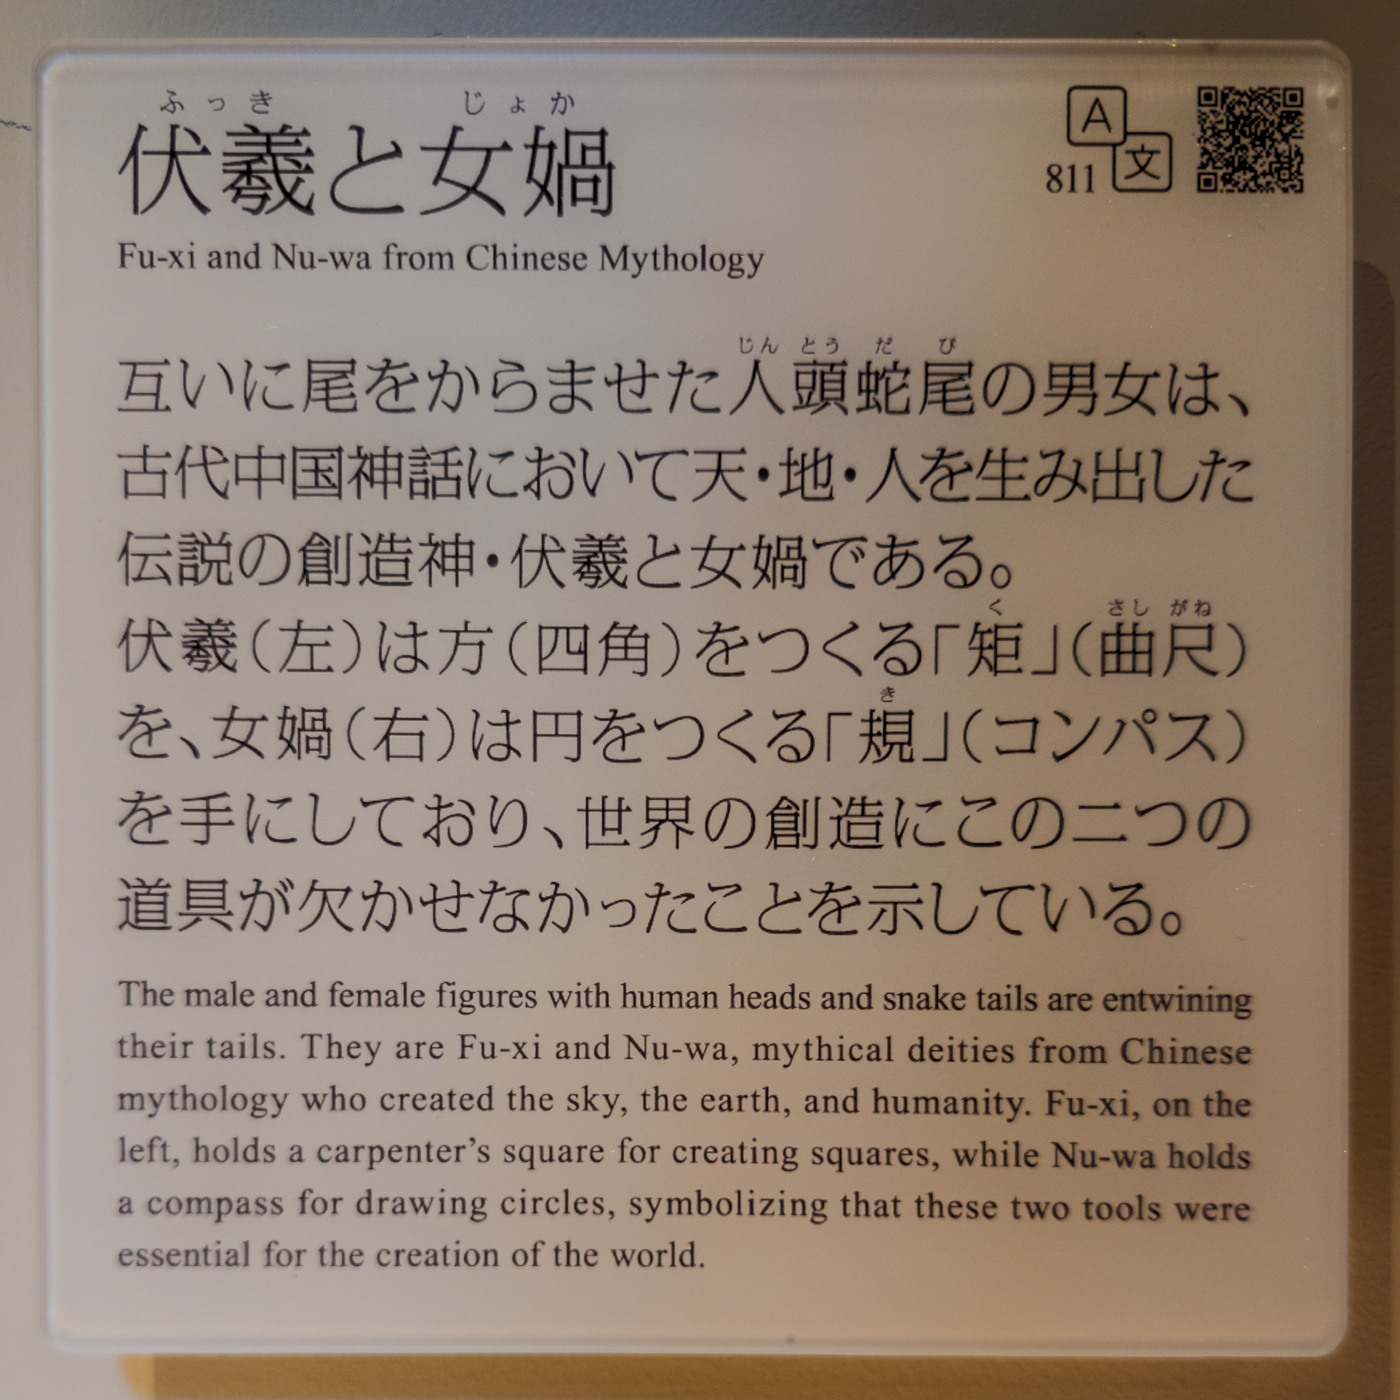 ふっき じょか
伏羲と女媧
A文
811
Fu-xi and Nu-wa from Chinese Mythology
じんとうだび
互いに尾をからませた人頭蛇尾の男女は、
古代中国神話において天・地・人を生み出した
伝説の創造神・伏羲と女媧である。
く さしがね
伏羲（左）は方（四角）をつくる「矩」（曲尺）
き
を、女媧（右）は円をつくる「規」（コンパス）
を手にしており、世界の創造にこの二つの
道具が欠かせなかったことを示している。
The male and female figures with human heads and snake tails are entwining
their tails. They are Fu-xi and Nu-wa, mythical deities from Chinese
mythology who created the sky, the earth, and humanity. Fu-xi, on the
left, holds a carpenter’s square for creating squares, while Nu-wa holds
a compass for drawing circles, symbolizing that these two tools were
essential for the creation of the world.